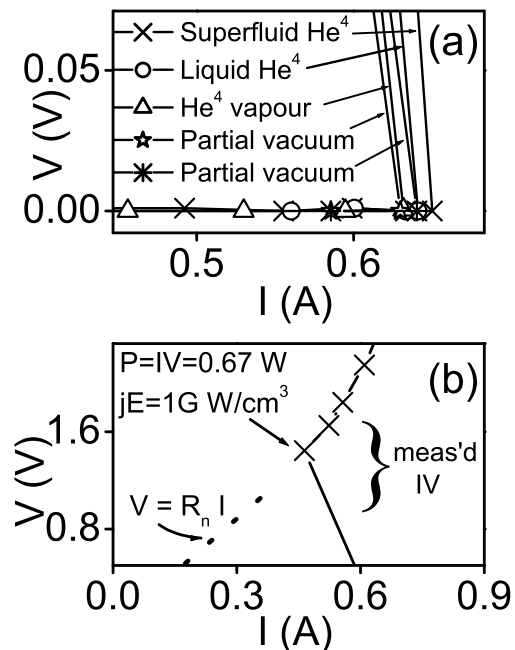 Superfluid He⁴
(a)
Liquid He⁴
He⁴ vapour
Partial vacuum
Partial vacuum
0.05
0.00
V (V)
0.5 0.6
I (A)
P=IV=0.67 W
(b)
jE=1G W/cm³
meas'd
IV
V = Rₙ I
1.6
0.8
V (V)
0.0 0.3 0.6 0.9
I (A)